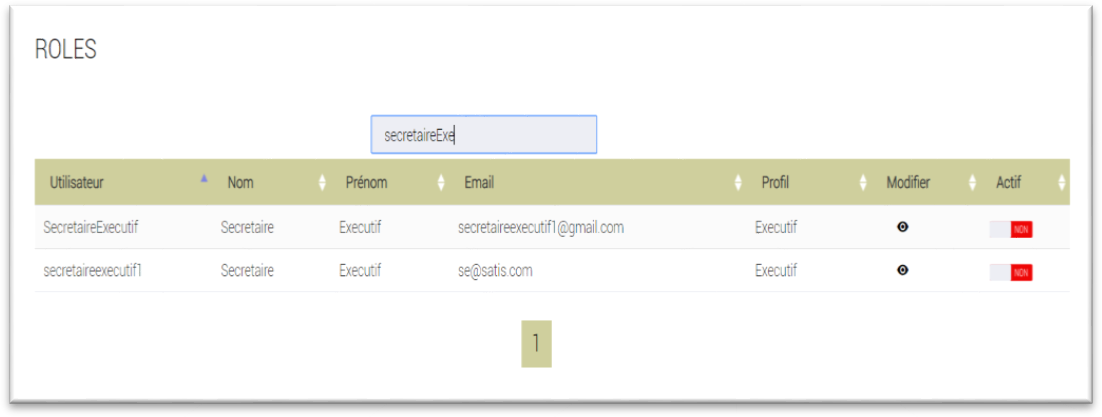 ROLES
secretaireExe
Utilisateur Nom Prénom Email Profil Modifier Actif
SecretaireExecutif Secretaire Executif secretaireexecutif1@gmail.com Executif NON
secretaireexecutif1 Secretaire Executif se@satis.com Executif NON
1